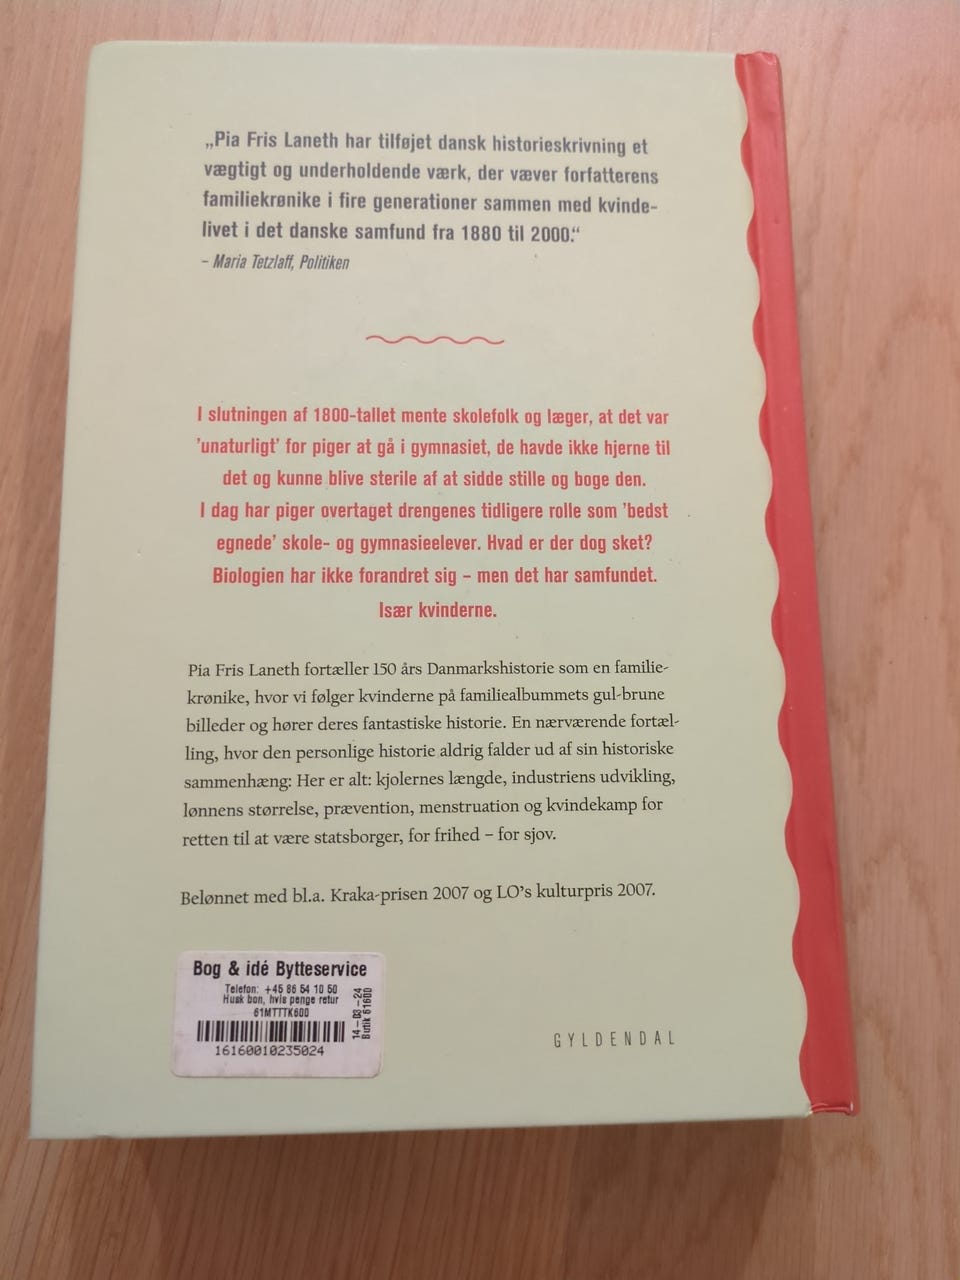 „Pia Fris Laneth har tilføjet dansk historieskrivning et
vægtigt og underholdende værk, der væver forfatterens
familiekrønike i fire generationer sammen med kvinde-
livet i det danske samfund fra 1880 til 2000.“
– Maria Tetzlaff, Politiken
I slutningen af 1800-tallet mente skolefolk og læger, at det var
’unaturligt’ for piger at gå i gymnasiet, de havde ikke hjerne til
det og kunne blive sterile af at sidde stille og boge den.
I dag har piger overtaget drengenes tidligere rolle som ’bedst
egnede’ skole- og gymnasieelever. Hvad er der dog sket?
Biologien har ikke forandret sig – men det har samfundet.
Især kvinderne.
Pia Fris Laneth fortæller 150 års Danmarkshistorie som en familie-
krønike, hvor vi følger kvinderne på familiealbummets gul-brune
billeder og hører deres fantastiske historie. En nærværende fortæl-
ling, hvor den personlige historie aldrig falder ud af sin historiske
sammenhæng: Her er alt: kjolernes længde, industriens udvikling,
lønnens størrelse, prævention, menstruation og kvindekamp for
retten til at være statsborger, for frihed – for sjov.
Belønnet med bl.a. Kraka-prisen 2007 og LO’s kulturpris 2007.
Bog & idé Bytteservice
Telefon: +45 86 54 10 50
Husk bon, hvis penge retur
61MTTTK600
16160010235024
14-03-24
Butik 61600
GYLDENDAL